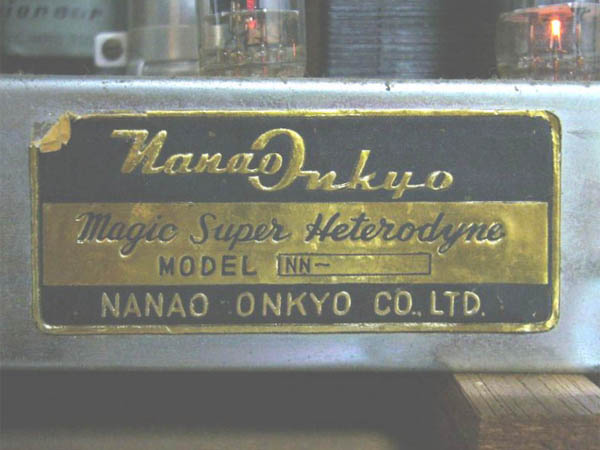 Nanao Onkyo
Magic Super Heterodyne
MODEL NN~
NANAO ONKYO CO., LTD.